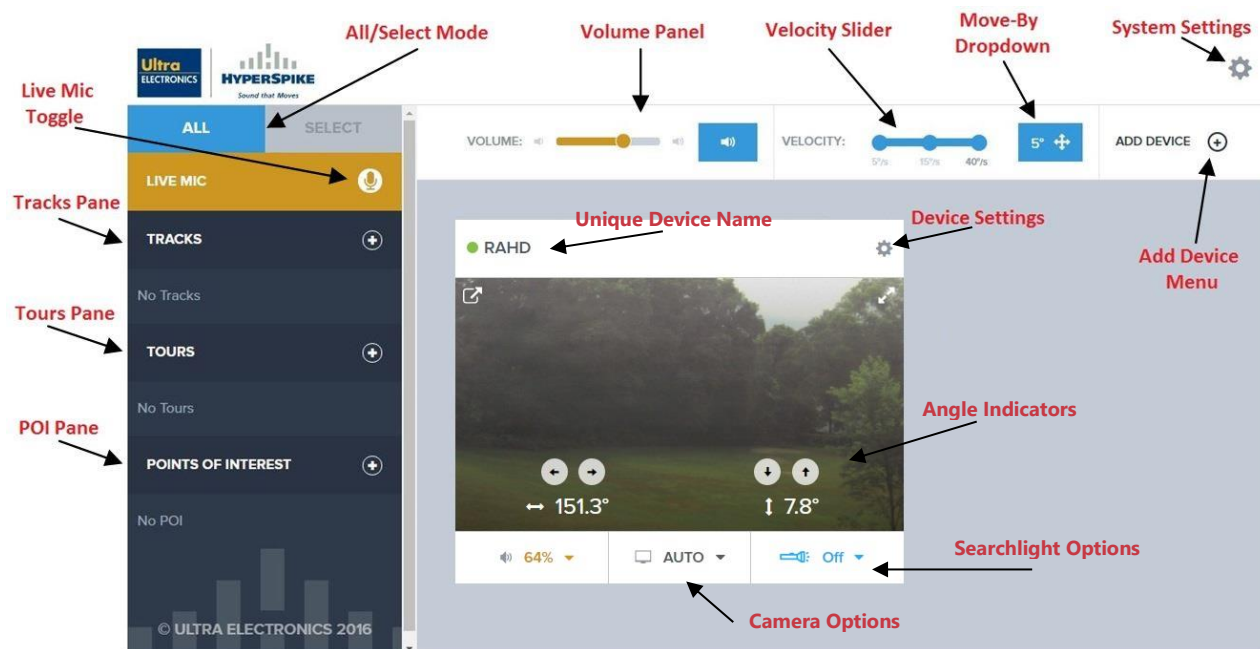 All/Select Mode
Volume Panel
Velocity Slider
Move-By
Dropdown
System Settings
Ultra
ELECTRONICS
HYPERSPIKE
Sound that Moves
Live Mic
Toggle
ALL
SELECT
VOLUME:
VELOCITY:
5°/s
15°/s
40°/s
5°
ADD DEVICE
LIVE MIC
Tracks Pane
TRACKS
Unique Device Name
Device Settings
RAHD
Add Device
Menu
No Tracks
Tours Pane
TOURS
No Tours
Angle Indicators
POI Pane
POINTS OF INTEREST
151.3°
7.8°
No POI
64%
AUTO
Off
Searchlight Options
Camera Options
© ULTRA ELECTRONICS 2016